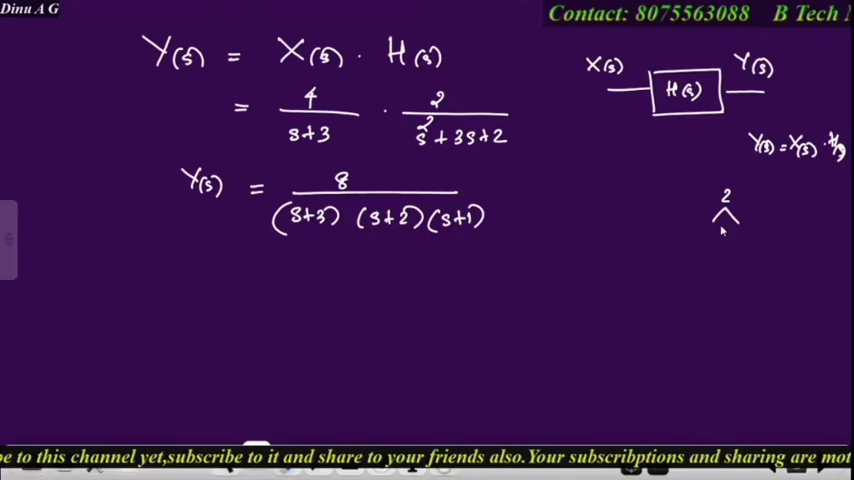 Dinu A G
Contact: 8075563088 B Tech M
Y(s) = X(s) . H(s)
= 4/s+3 . 2/s²+3s+2
Y(s) = 8/(s+3) (s+2) (s+1)
X(s) H(s) Y(s)
Y(s) = X(s) . H(s)
2
be to this channel yet,subscribe to it and share to your friends also.Your subscribptions and sharing are mot